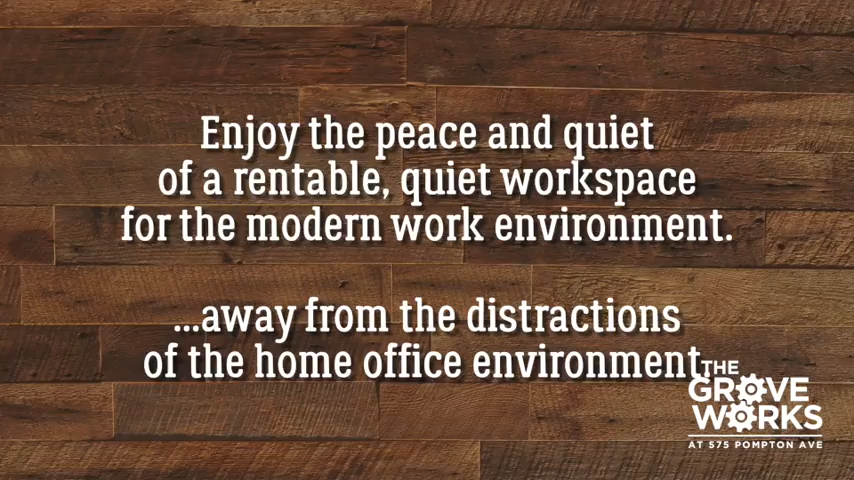 Enjoy the peace and quiet
of a rentable, quiet workspace
for the modern work environment.
...away from the distractions
of the home office environment
THE
GROVE
WORKS
AT 575 POMPTON AVE